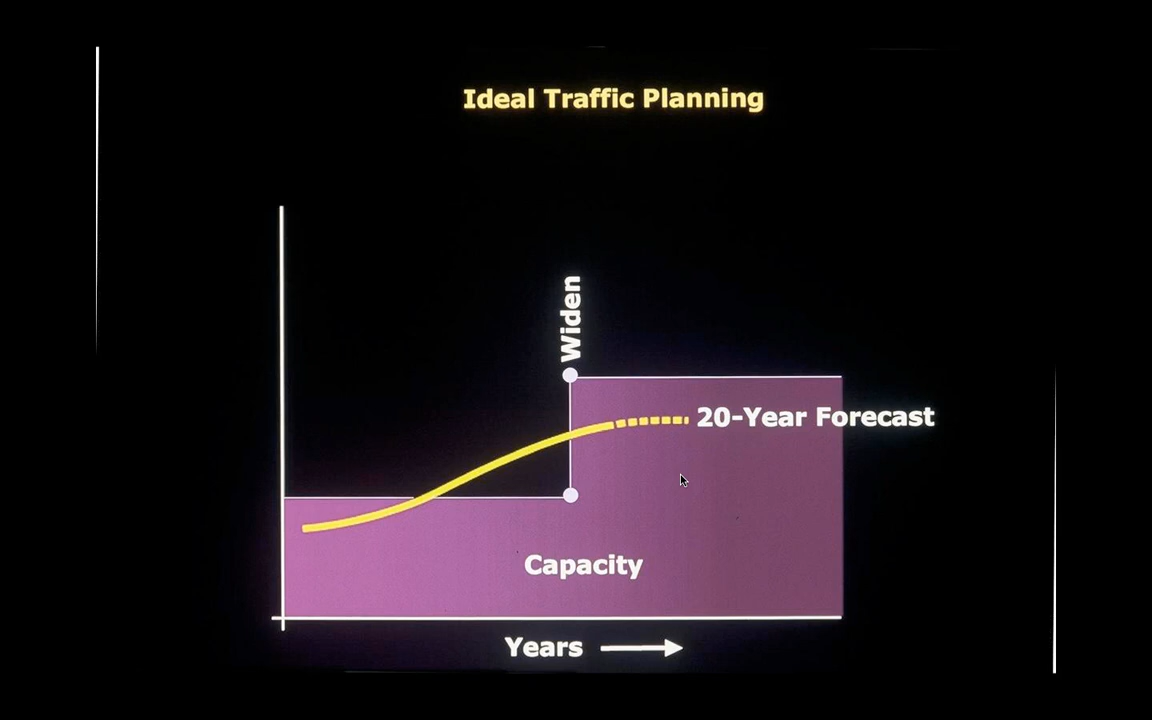 Ideal Traffic Planning
Widen
20-Year Forecast
Capacity
Years